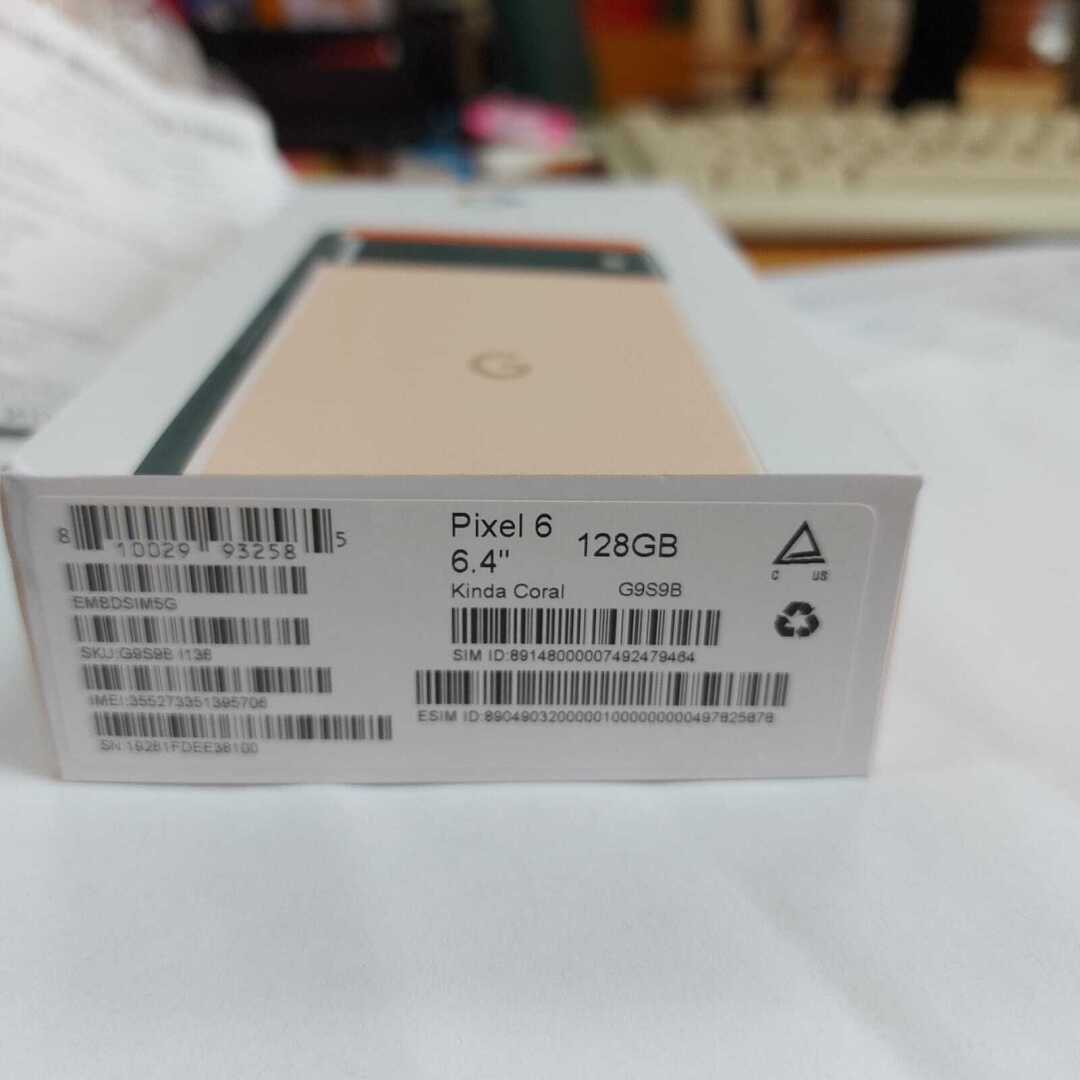 G
8 10029 93258 5
EMBDSIM5G
SKU:G9S9B I136
IMEI:355273351395706
SN:19281FDEE38100
Pixel 6
6.4" 128GB
Kinda Coral G9S9B
SIM ID:89148000007492479464
ESIM ID:89049032000001000000000497825878
C US